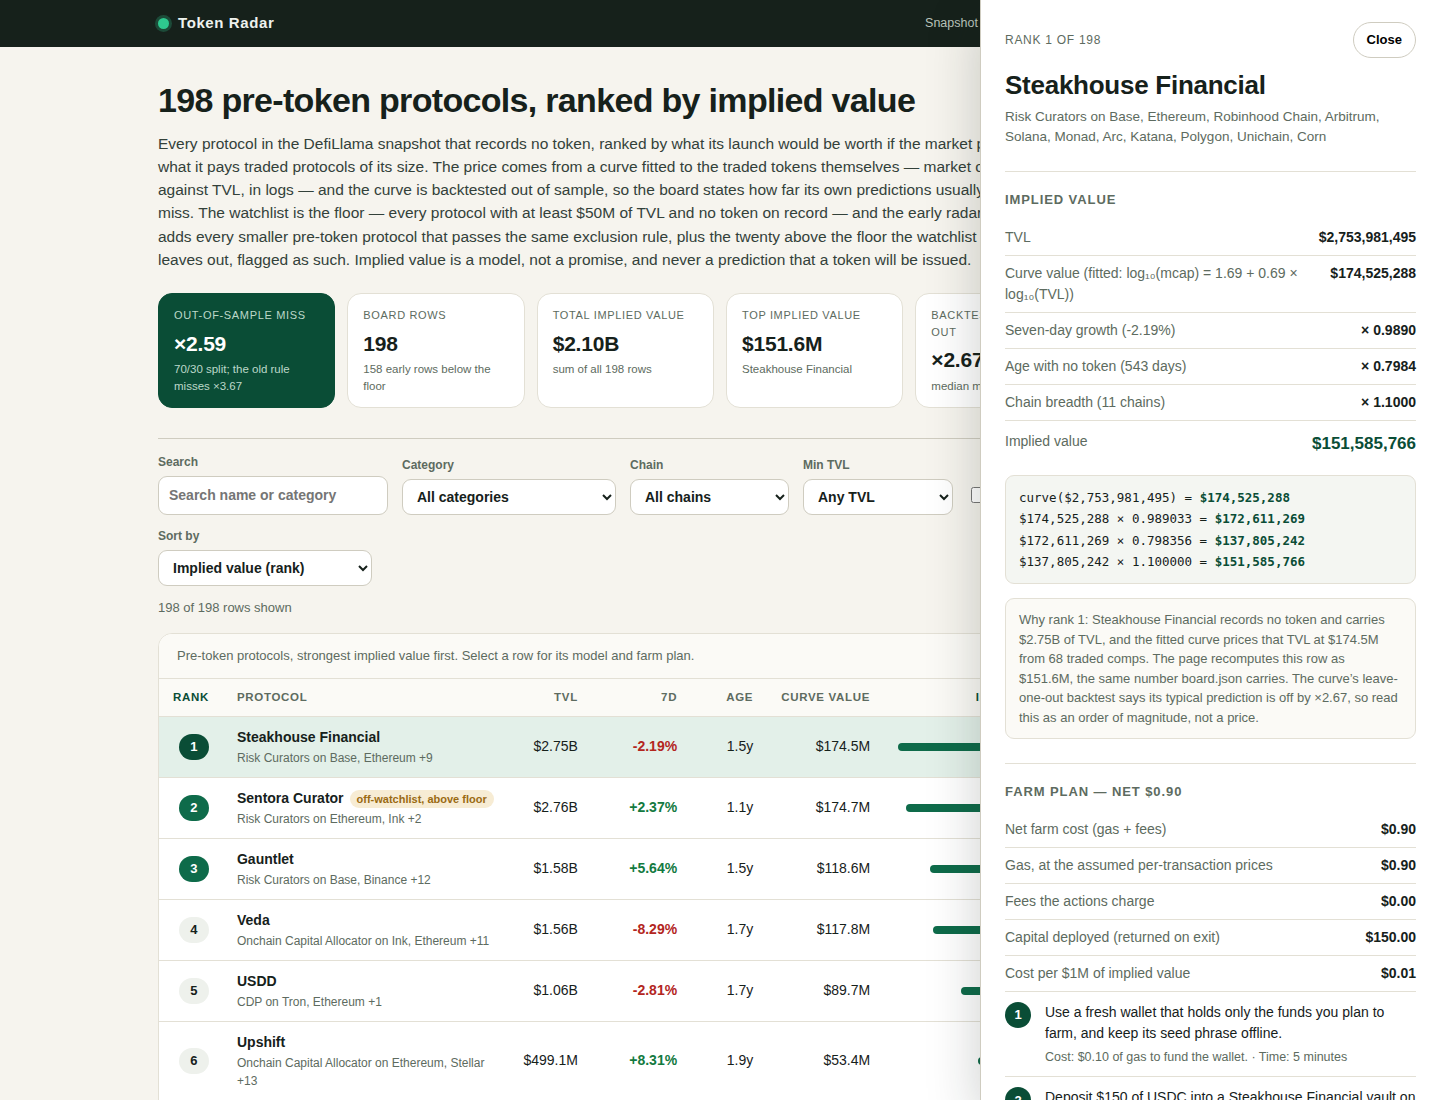 Token Radar
Snapshot
198 pre-token protocols, ranked by implied value
Every protocol in the DefiLlama snapshot that records no token, ranked by what its launch would be worth if the market
what it pays traded protocols of its size. The price comes from a curve fitted to the traded tokens themselves — market
against TVL, in logs — and the curve is backtested out of sample, so the board states how far its own predictions usually
miss. The watchlist is the floor — every protocol with at least $50M of TVL and no token on record — and the early radar
adds every smaller pre-token protocol that passes the same exclusion rule, plus the twenty above the floor the watchlist
leaves out, flagged as such. Implied value is a model, not a promise, and never a prediction that a token will be issued.
OUT-OF-SAMPLE MISS
×2.59
70/30 split; the old rule
misses ×3.67
BOARD ROWS
198
158 early rows below the
floor
TOTAL IMPLIED VALUE
$2.10B
sum of all 198 rows
TOP IMPLIED VALUE
$151.6M
Steakhouse Financial
OUT
×2.67
median
Search
Search name or category
Category
All categories
Chain
All chains
Min TVL
Any TVL
Sort by
Implied value (rank)
198 of 198 rows shown
Pre-token protocols, strongest implied value first. Select a row for its model and farm plan.
RANK PROTOCOL TVL 7D AGE CURVE VALUE
1 Steakhouse Financial $2.75B -2.19% 1.5y $174.5M
Risk Curators on Base, Ethereum +9
2 Sentora Curator off-watchlist, above floor $2.76B +2.37% 1.1y $174.7M
Risk Curators on Ethereum, Ink +2
3 Gauntlet $1.58B +5.64% 1.5y $118.6M
Risk Curators on Base, Binance +12
4 Veda $1.56B -8.29% 1.7y $117.8M
Onchain Capital Allocator on Ink, Ethereum +11
5 USDD $1.06B -2.81% 1.7y $89.7M
CDP on Tron, Ethereum +1
6 Upshift $499.1M +8.31% 1.9y $53.4M
Onchain Capital Allocator on Ethereum, Stellar
+13
RANK 1 OF 198
Close
Steakhouse Financial
Risk Curators on Base, Ethereum, Robinhood Chain, Arbitrum,
Solana, Monad, Arc, Katana, Polygon, Unichain, Corn
IMPLIED VALUE
TVL $2,753,981,495
Curve value (fitted: log₁₀(mcap) = 1.69 + 0.69 × $174,525,288
log₁₀(TVL))
Seven-day growth (-2.19%) × 0.9890
Age with no token (543 days) × 0.7984
Chain breadth (11 chains) × 1.1000
Implied value $151,585,766
curve($2,753,981,495) = $174,525,288
$174,525,288 × 0.989033 = $172,611,269
$172,611,269 × 0.798356 = $137,805,242
$137,805,242 × 1.100000 = $151,585,766
Why rank 1: Steakhouse Financial records no token and carries
$2.75B of TVL, and the fitted curve prices that TVL at $174.5M
from 68 traded comps. The page recomputes this row as
$151.6M, the same number board.json carries. The curve's leave-
one-out backtest says its typical prediction is off by ×2.67, so read
this as an order of magnitude, not a price.
FARM PLAN — NET $0.90
Net farm cost (gas + fees) $0.90
Gas, at the assumed per-transaction prices $0.90
Fees the actions charge $0.00
Capital deployed (returned on exit) $150.00
Cost per $1M of implied value $0.01
1 Use a fresh wallet that holds only the funds you plan to
farm, and keep its seed phrase offline.
Cost: $0.10 of gas to fund the wallet. · Time: 5 minutes
2 Deposit $150 of USDC into a Steakhouse Financial vault on